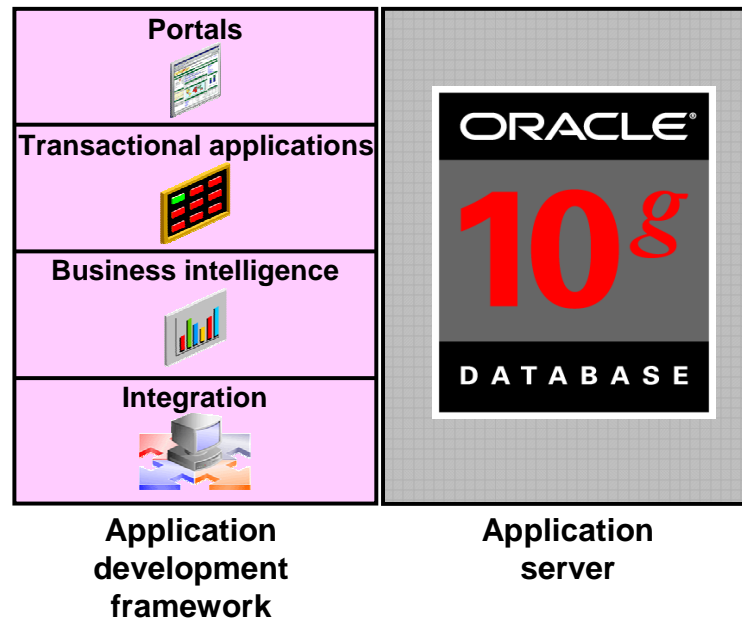 Portals
Transactional applications
Business intelligence
Integration
ORACLE®
10g
DATABASE
Application
development
framework
Application
server